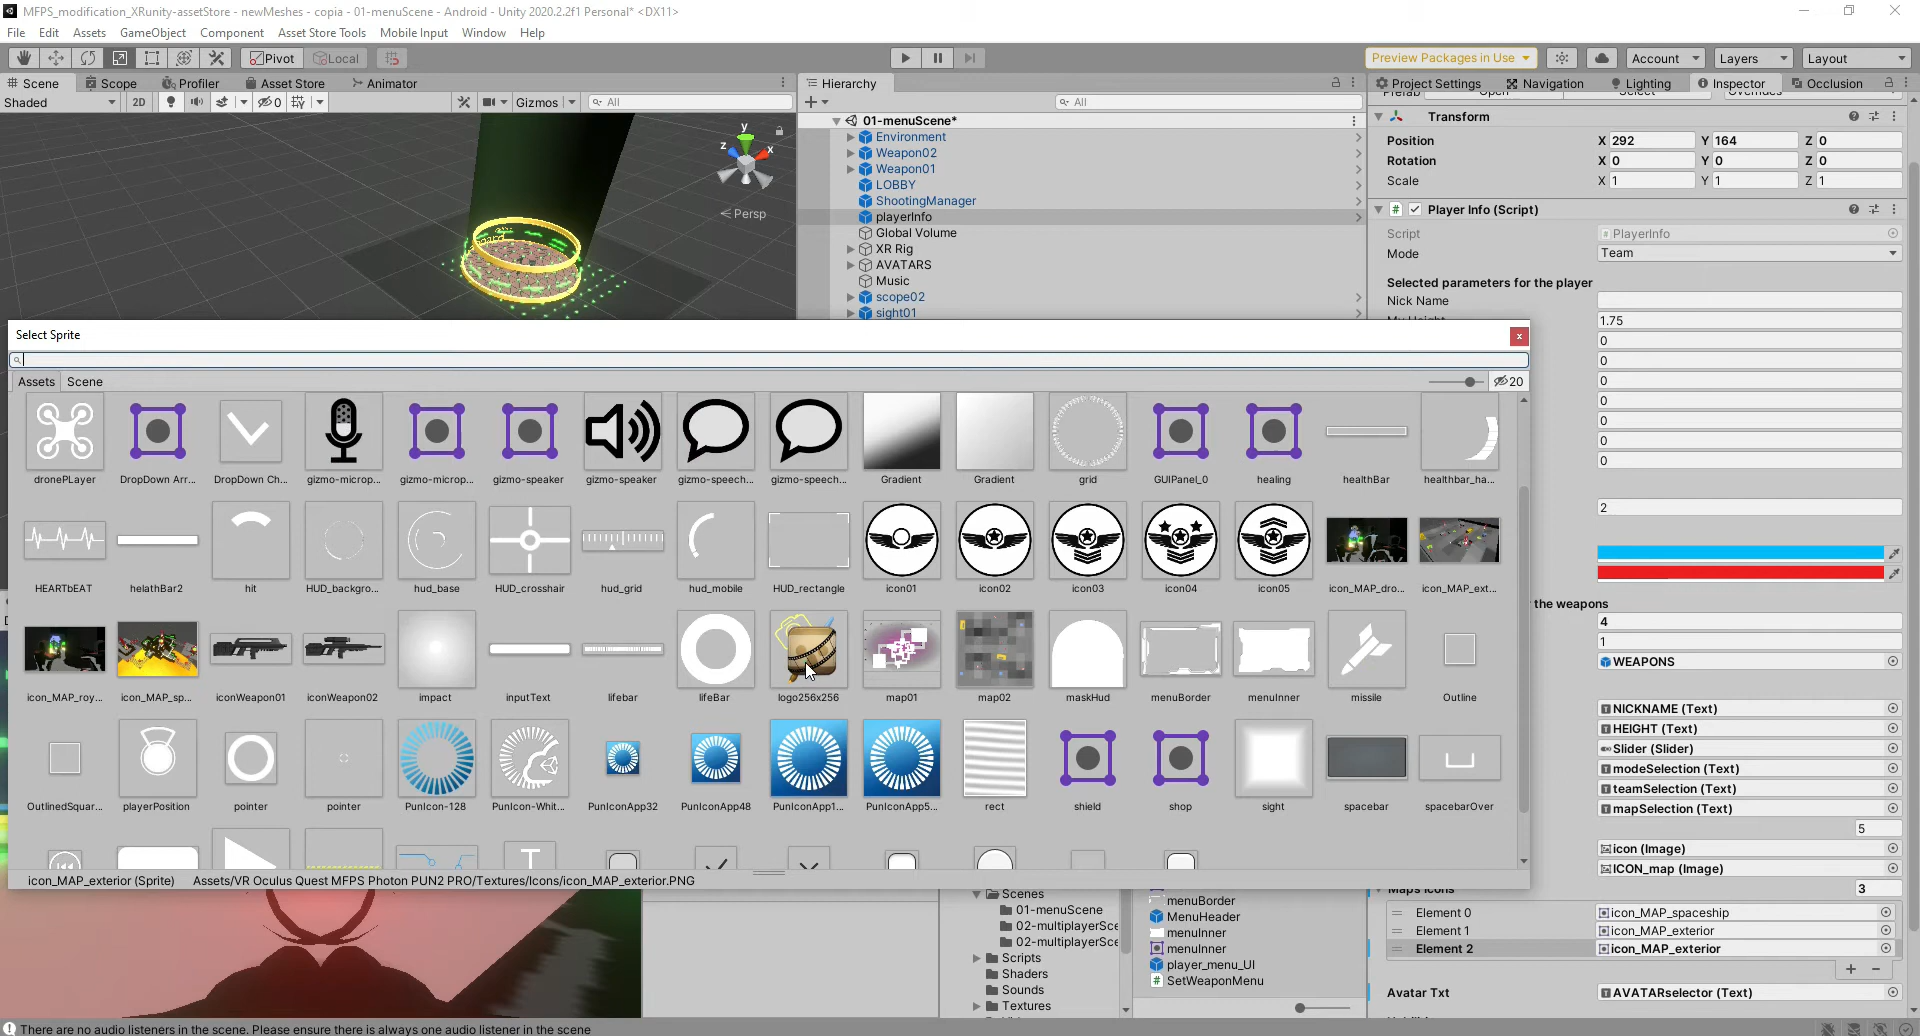 MFPS_modification_XRunity-assetStore - newMeshes - copia - 01-menuScene - Android - Unity 2020.2.2f1 Personal* <DX11>
File Edit Assets GameObject Component Asset Store Tools Mobile Input Window Help
Pivot Local Preview Packages in Use Account Layers Layout
Scene Scope Profiler Asset Store Animator
Shaded 2D 0 Gizmos All
y
z
x
Persp
Hierarchy
All
01-menuScene*
Environment
Weapon02
Weapon01
LOBBY
ShootingManager
playerInfo
Global Volume
XR Rig
AVATARS
Music
scope02
sight01
Project Settings Navigation Lighting Inspector Occlusion
Prefab Open Select Overrides
Transform
Position X 292 Y 164 Z 0
Rotation X 0 Y 0 Z 0
Scale X 1 Y 1 Z 1
Player Info (Script)
Script PlayerInfo
Mode Team
Selected parameters for the player
Nick Name
My Height 1.75
0
0
0
0
0
0
0
2
the weapons
4
1
WEAPONS
NICKNAME (Text)
HEIGHT (Text)
Slider (Slider)
modeSelection (Text)
teamSelection (Text)
mapSelection (Text)
5
icon (Image)
ICON_map (Image)
Maps Icons 3
Element 0 icon_MAP_spaceship
Element 1 icon_MAP_exterior
Element 2 icon_MAP_exterior
Avatar Txt AVATARselector (Text)
Select Sprite
Assets Scene 20
dronePLayer DropDown Arr... DropDown Ch... gizmo-microp... gizmo-microp... gizmo-speaker gizmo-speaker gizmo-speech... gizmo-speech... Gradient Gradient grid GUIPanel_0 healing healthBar healthbar_ha...
HEARTbEAT helathBar2 hit HUD_backgro... hud_base HUD_crosshair hud_grid hud_mobile HUD_rectangle icon01 icon02 icon03 icon04 icon05 icon_MAP_dro... icon_MAP_ext...
icon_MAP_roy... icon_MAP_sp... iconWeapon01 iconWeapon02 impact inputText lifebar lifeBar logo256x256 map01 map02 maskHud menuBorder menuInner missile Outline
OutlinedSquar... playerPosition pointer pointer PunIcon-128 PunIcon-Whit... PunIconApp32 PunIconApp48 PunIconApp1... PunIconApp5... rect shield shop sight spacebar spacebarOver
icon_MAP_exterior (Sprite) Assets/VR Oculus Quest MFPS Photon PUN2 PRO/Textures/Icons/icon_MAP_exterior.PNG
Scenes
01-menuScene
02-multiplayerSce
02-multiplayerSce
Scripts
Shaders
Sounds
Textures
menuBorder
MenuHeader
menuInner
menuInner
player_menu_UI
SetWeaponMenu
There are no audio listeners in the scene. Please ensure there is always one audio listener in the scene